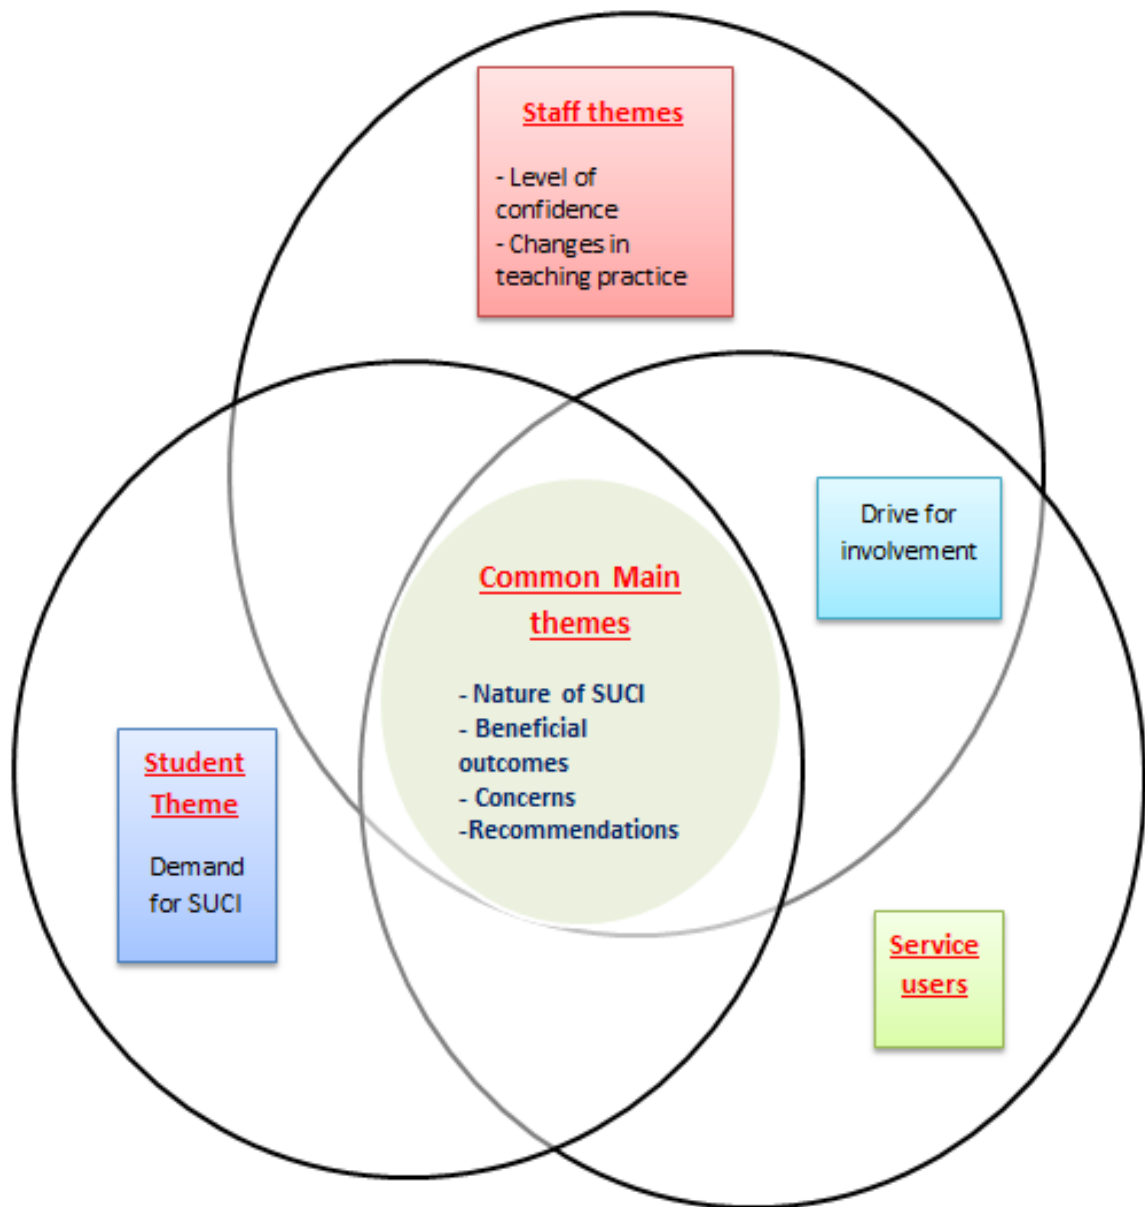 Staff themes
- Level of
confidence
- Changes in
teaching practice
Drive for
involvement
Common Main
themes
- Nature of SUCI
- Beneficial
outcomes
- Concerns
-Recommendations
Student
Theme
Demand
for SUCI
Service
users